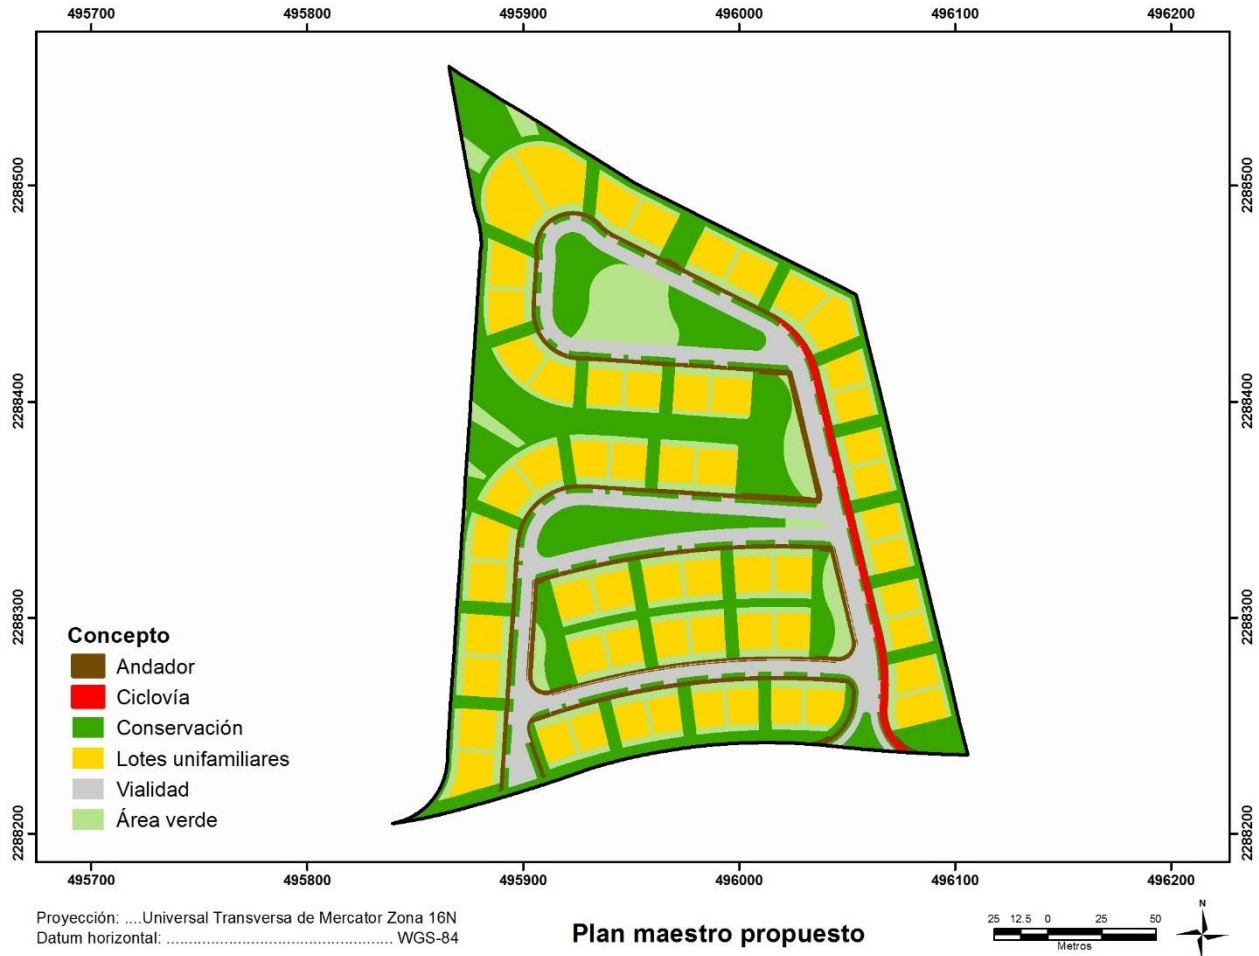 495700 495800 495900 496000 496100 496200
2288500 2288500
2288400 2288400
2288300 2288300
Concepto
Andador
Ciclovía
Conservación
Lotes unifamiliares
Vialidad
Área verde
2288200 2288200
495700 495800 495900 496000 496100 496200
Proyección: ....Universal Transversa de Mercator Zona 16N
Datum horizontal: ....................................................... WGS-84
Plan maestro propuesto
25 12.5 0 25 50
Metros
N